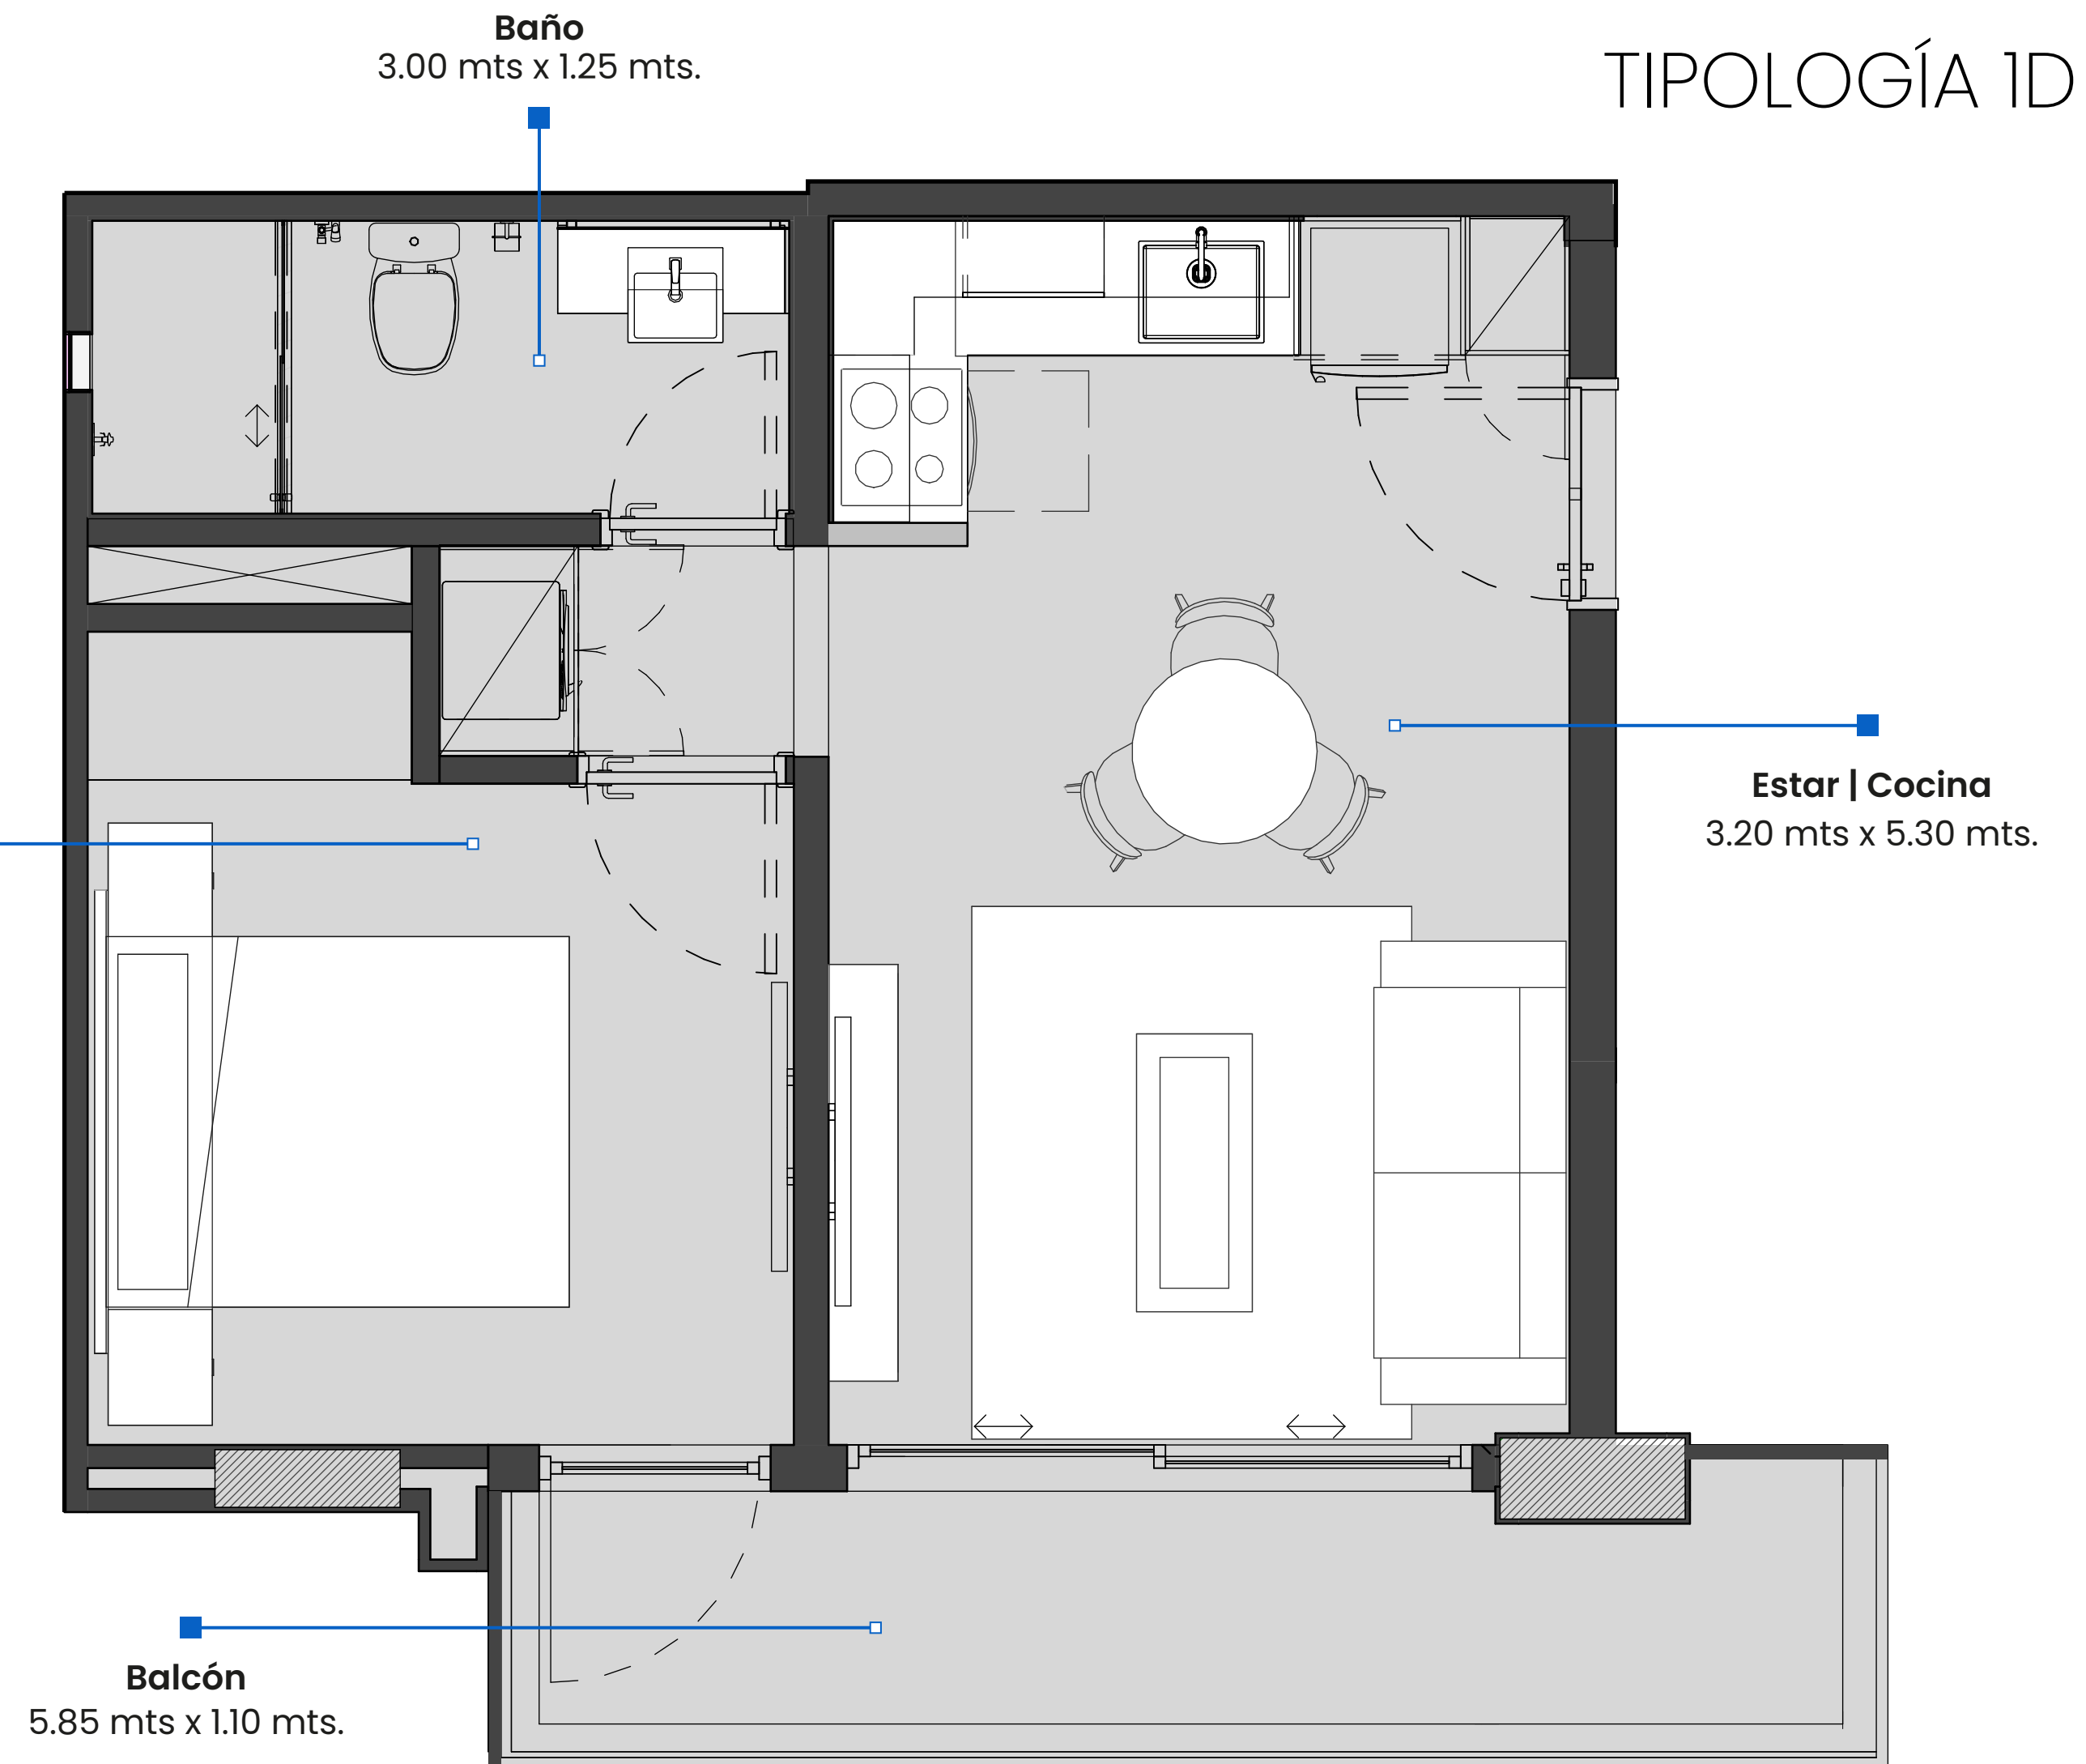 Baño
3.00 mts x 1.25 mts.
TIPOLOGÍA 1D
Estar | Cocina
3.20 mts x 5.30 mts.
Balcón
5.85 mts x 1.10 mts.